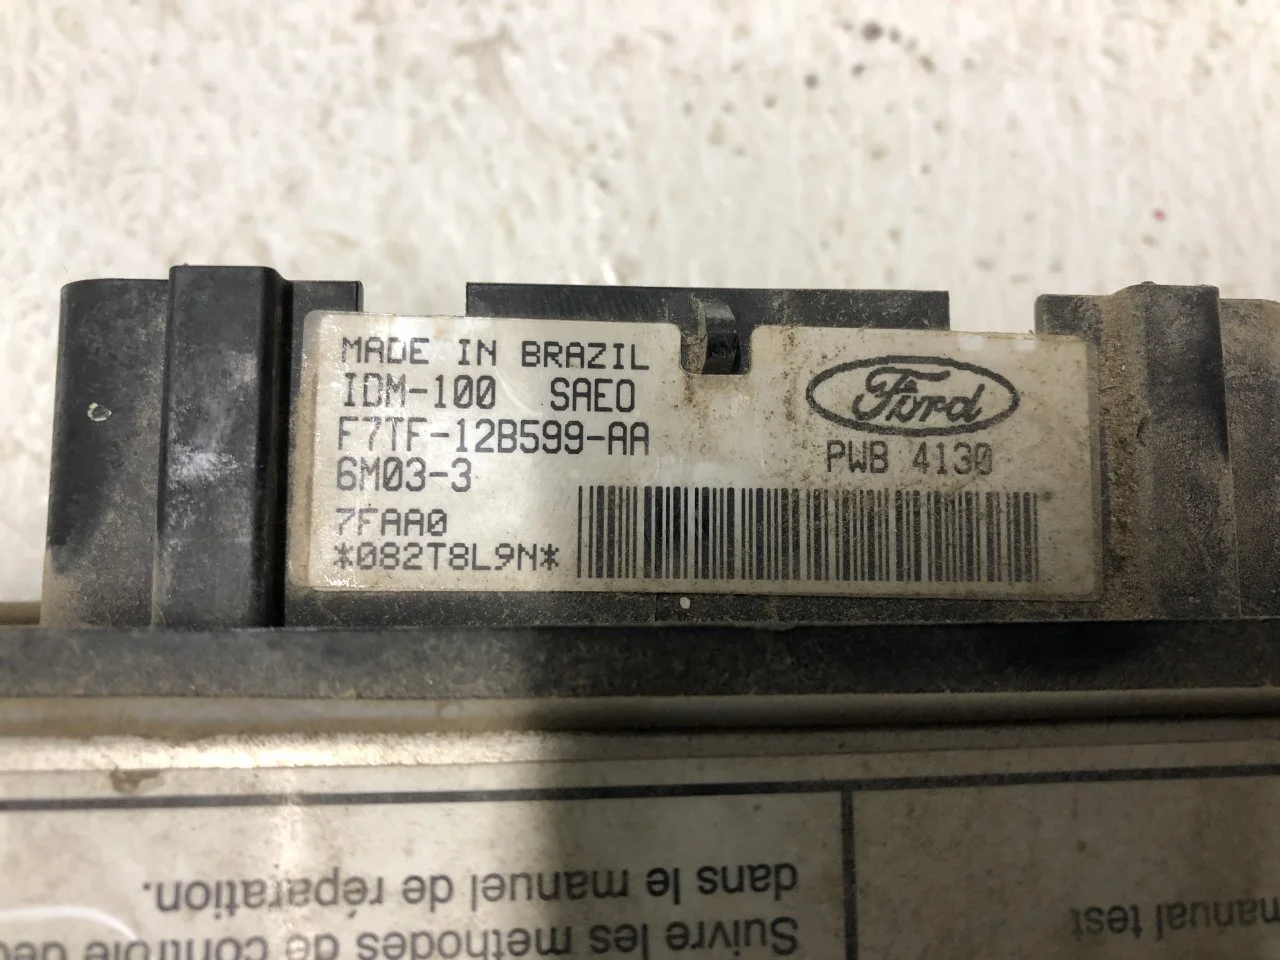 MADE IN BRAZIL
IDM-100 SAEO
F7TF-12B599-AA
6M03-3
7FAA0
*082T8L9N*
Ford
PWB 4130
Suivre les méthodes de contrôle
dans le manuel de réparation.
manual test